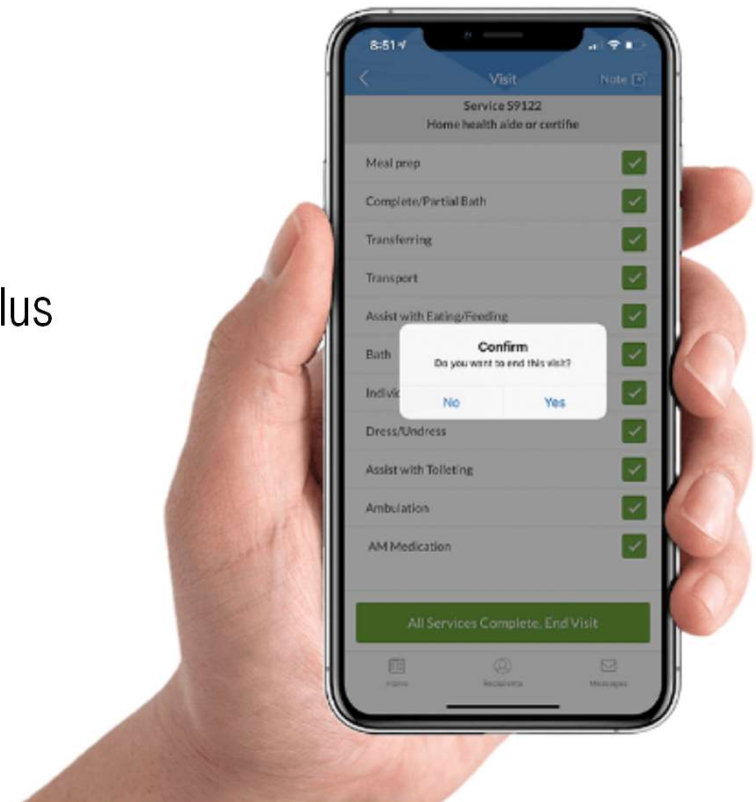 lus
8:51
Visit
Note
Service S9122
Home health aide or certifie
Meal prep
Complete/Partial Bath
Transferring
Transport
Assist with Eating/Feeding
Bath
Individ
Confirm
Do you want to end this visit?
No
Yes
Dress/Undress
Assist with Toileting
Ambulation
AM Medication
All Services Complete. End Visit
Home
Recipients
Messages